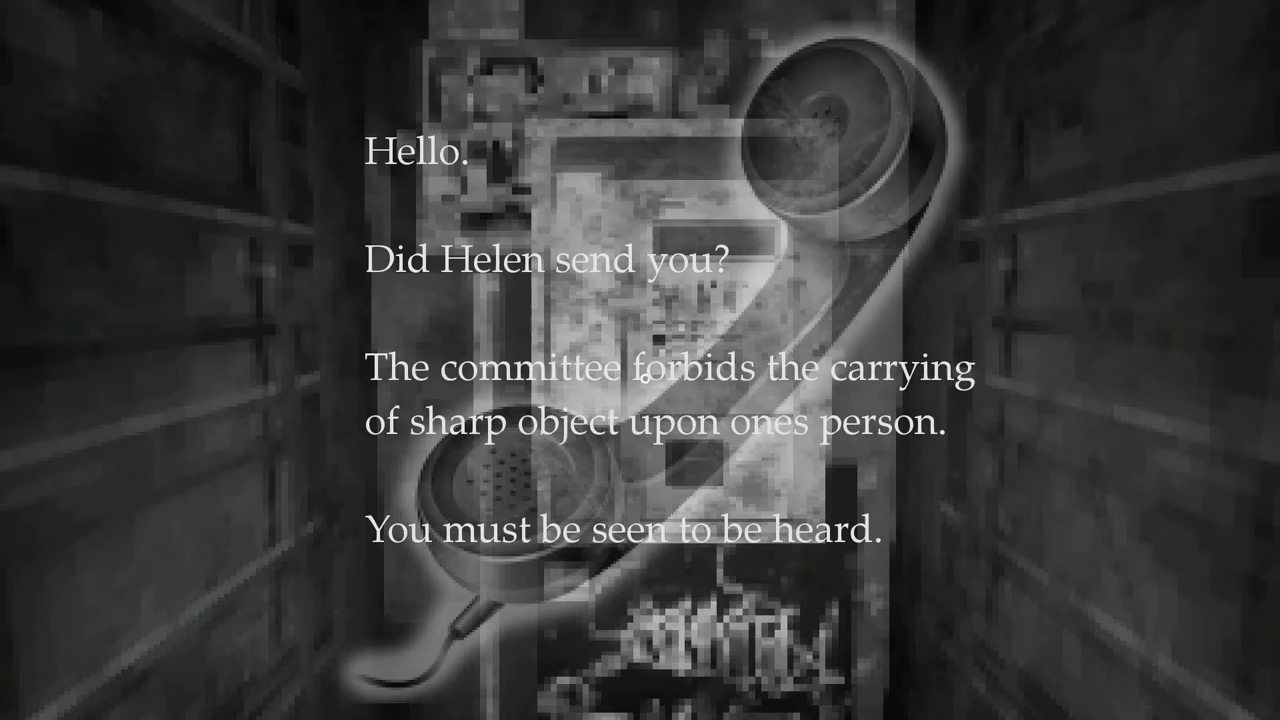 Hello.
Did Helen send you?
The committee forbids the carrying
of sharp object upon ones person.
You must be seen to be heard.